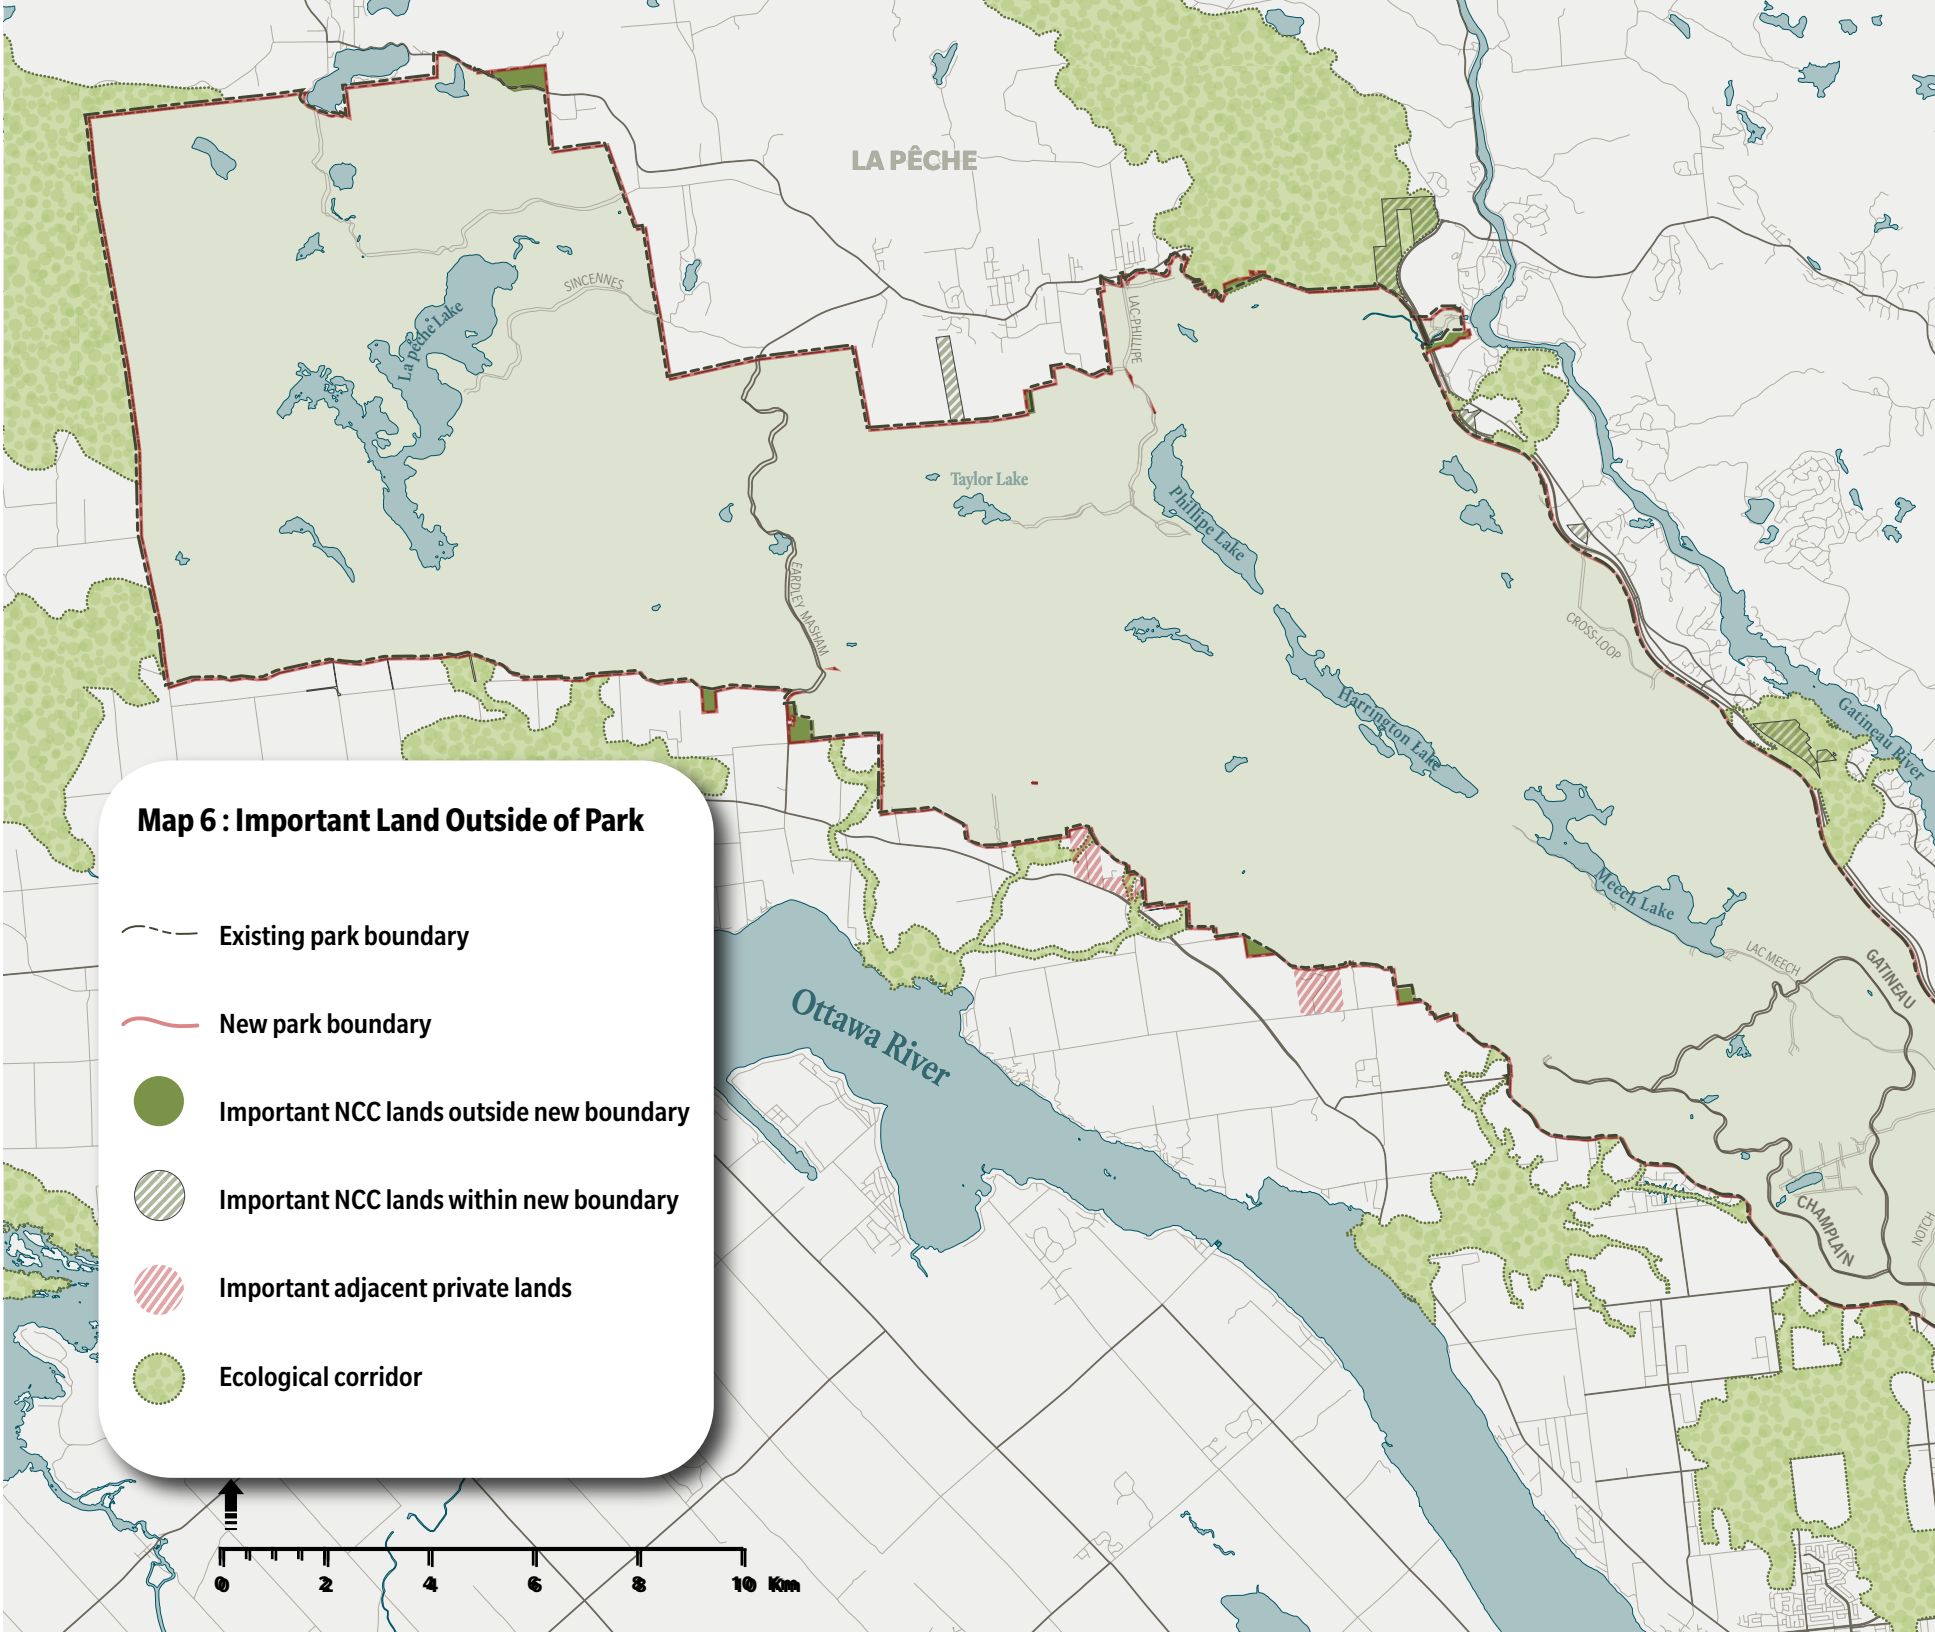 LA PÊCHE
SINCENNES
La pêche Lake
LAC-PHILLIPE
Taylor Lake
Phillipe Lake
EARDLEY MASHAM
CROSS-LOOP
Harrington Lake
Gatineau River
Meech Lake
LAC MEECH
GATINEAU
Ottawa River
CHAMPLAIN
NOTCH
Map 6 : Important Land Outside of Park
Existing park boundary
New park boundary
Important NCC lands outside new boundary
Important NCC lands within new boundary
Important adjacent private lands
Ecological corridor
0 2 4 6 8 10 Km